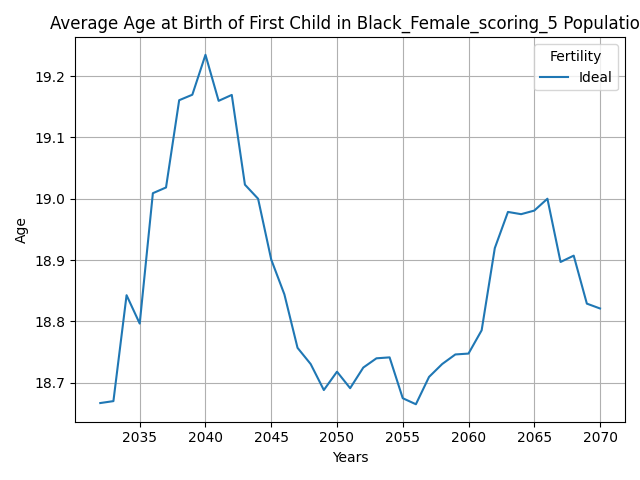 Average Age at Birth of First Child in Black_Female_scoring_5 Populatio
Fertility
Ideal
19.2
19.1
19.0
18.9
18.8
18.7
Age
2035 2040 2045 2050 2055 2060 2065 2070
Years